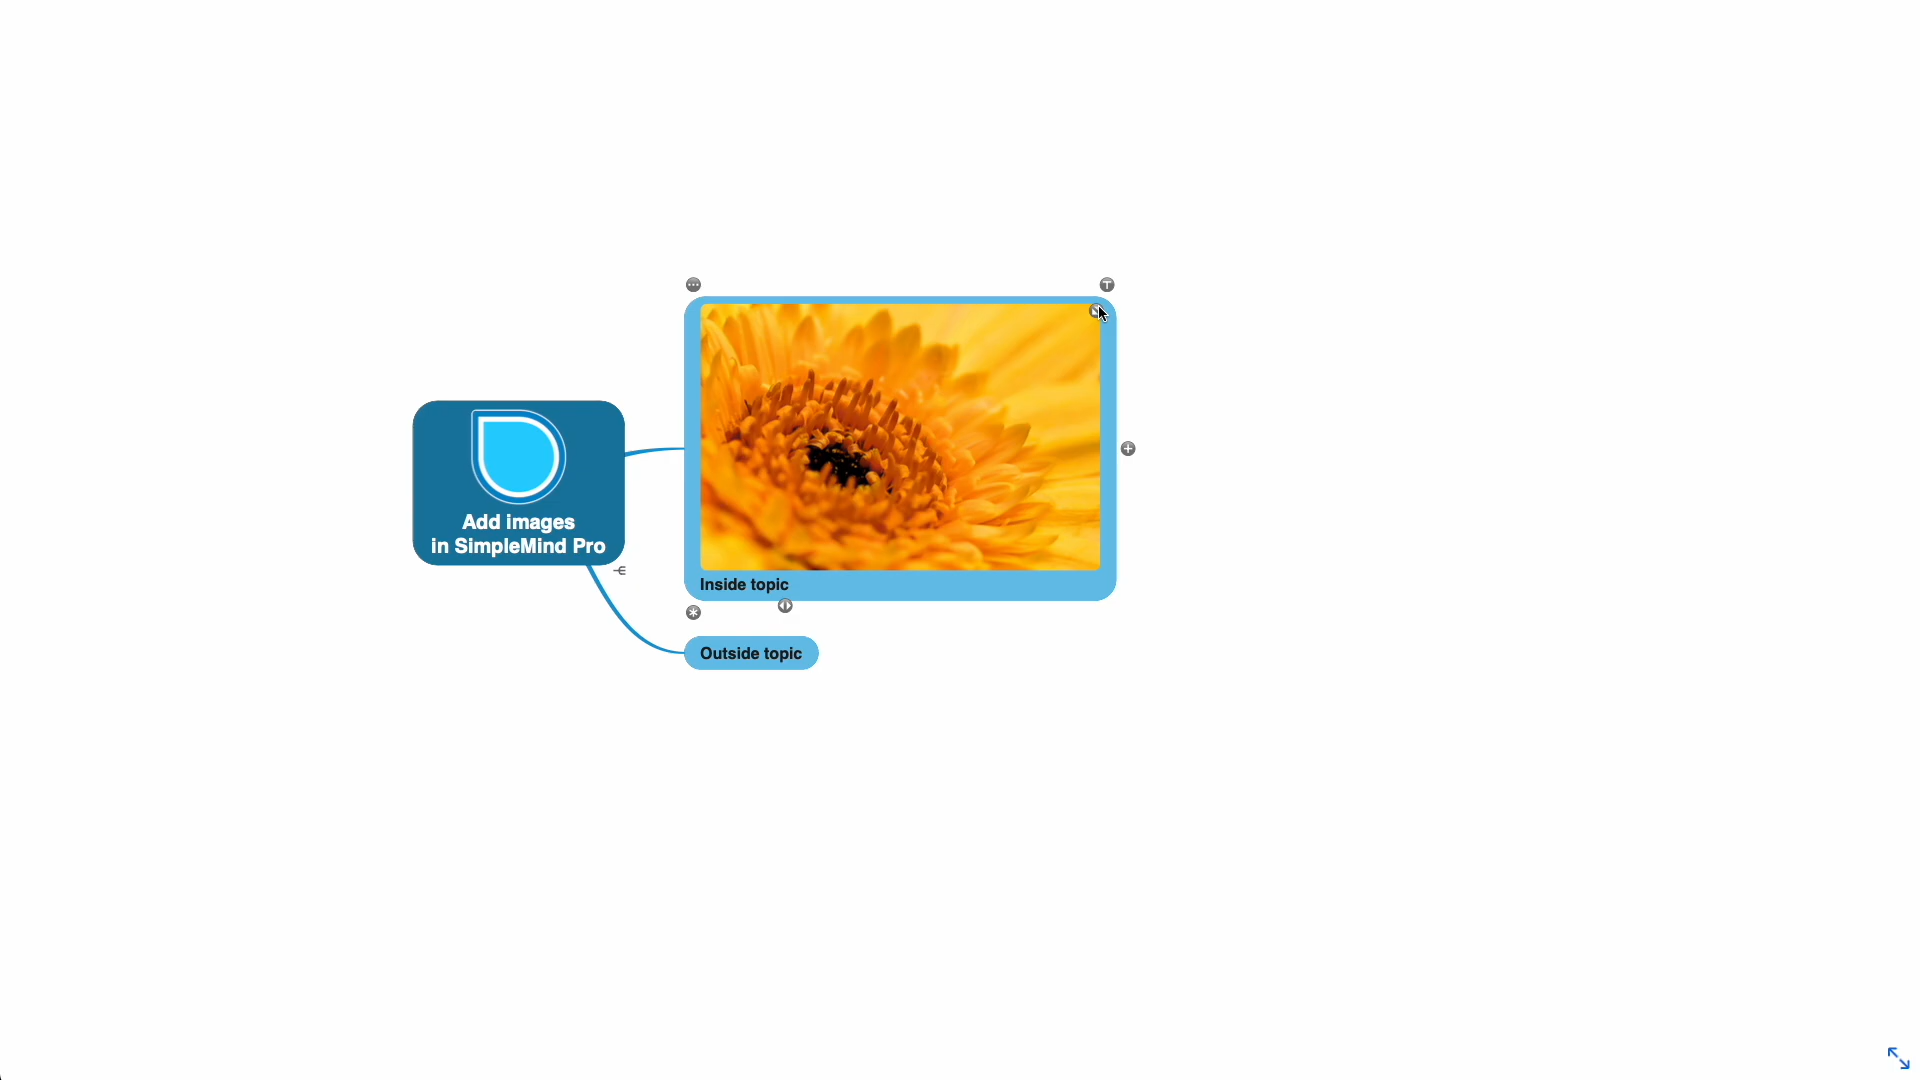 Add images
in SimpleMind Pro
Inside topic
Outside topic